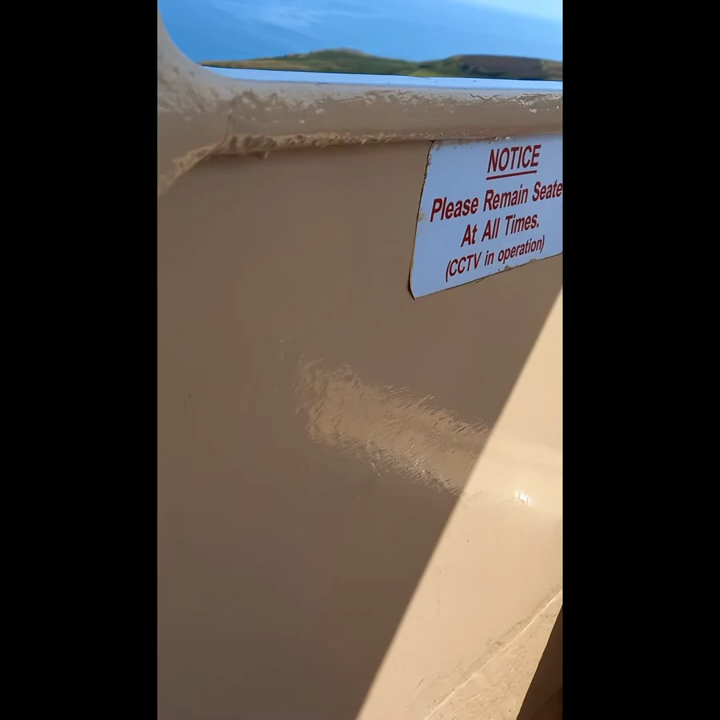 NOTICE
Please Remain Seate
At All Times.
(CCTV in operation)